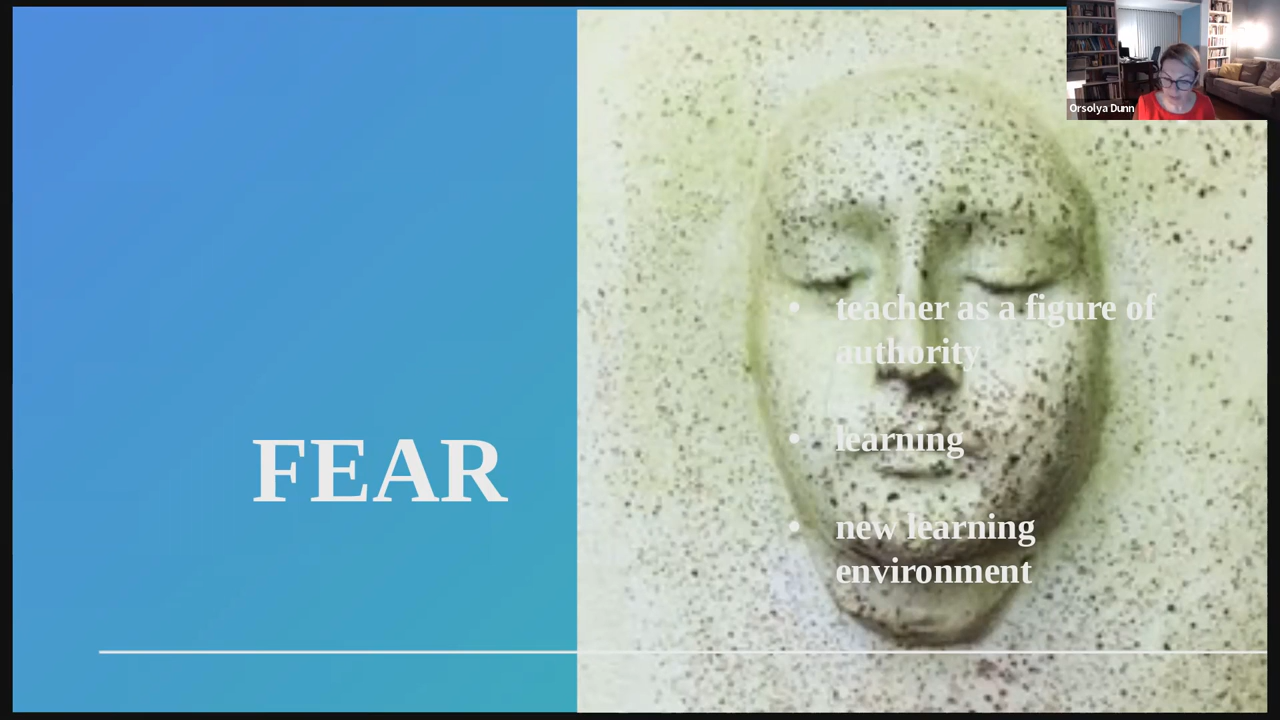 Orsolya Dunn
FEAR
• teacher as a figure of
authority
• learning
• new learning
environment